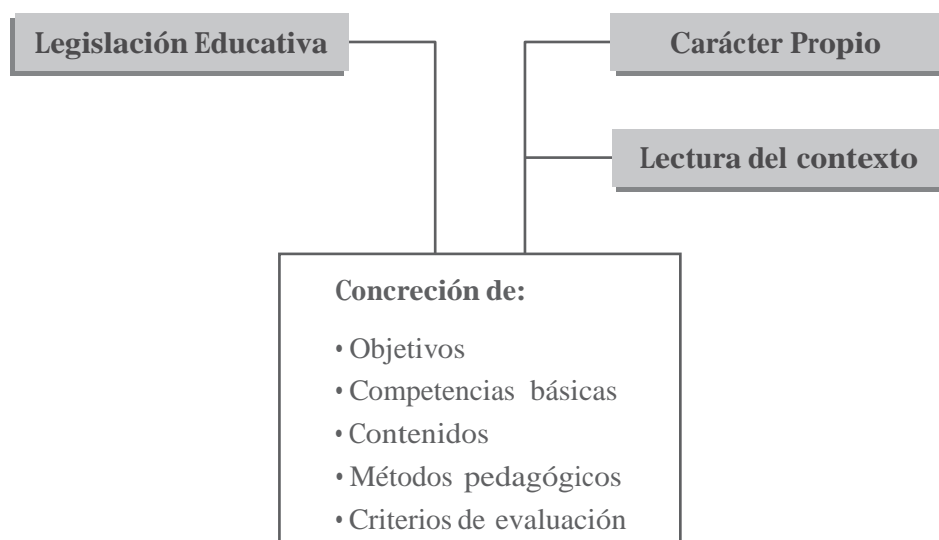 Legislación Educativa
Carácter Propio
Lectura del contexto
Concreción de:
• Objetivos
• Competencias básicas
• Contenidos
• Métodos pedagógicos
• Criterios de evaluación